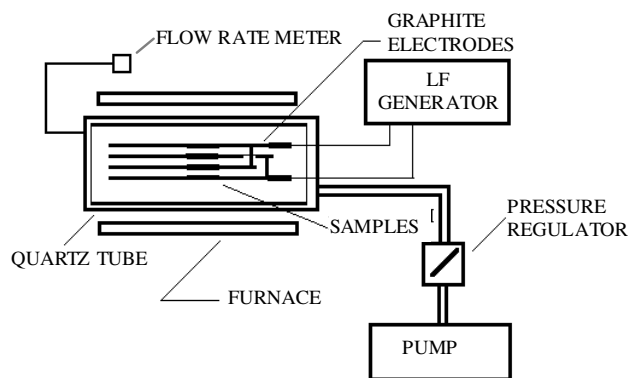 GRAPHITE
ELECTRODES
FLOW RATE METER
LF
GENERATOR
SAMPLES
PRESSURE
REGULATOR
QUARTZ TUBE
FURNACE
PUMP